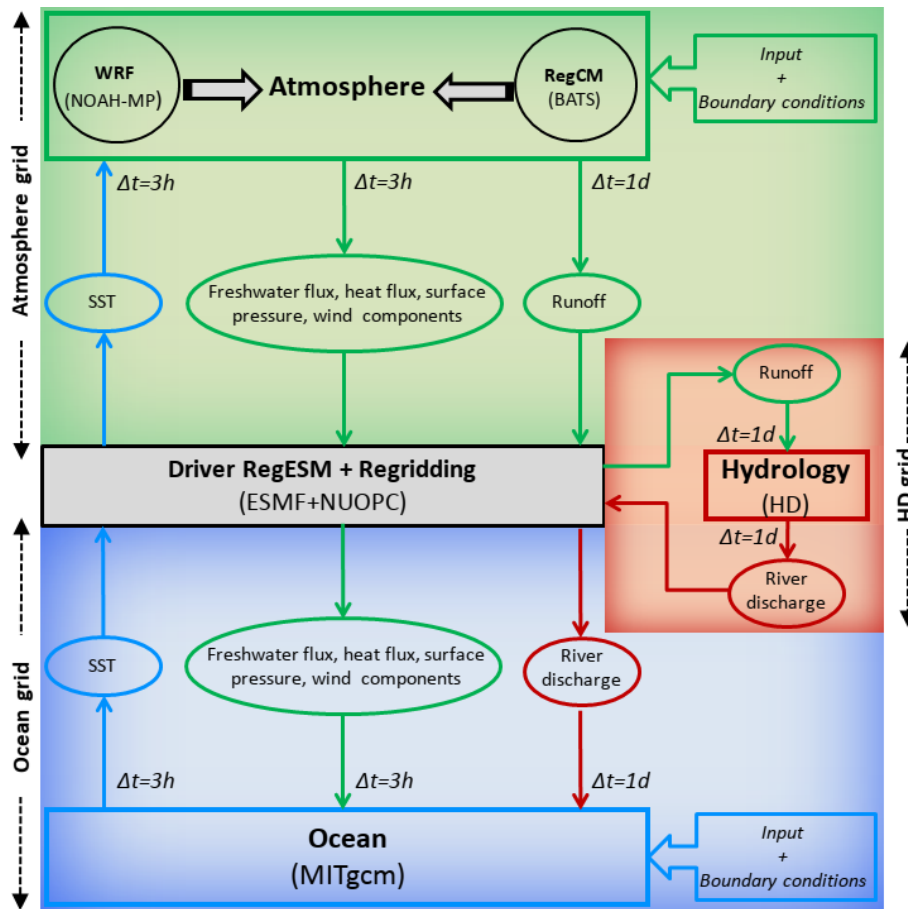 WRF
(NOAH-MP)
Atmosphere
RegCM
(BATS)
Input
+
Boundary conditions
Atmosphere grid
Δt=3h
Δt=3h
Δt=1d
SST
Freshwater flux, heat flux, surface
pressure, wind components
Runoff
Runoff
Δt=1d
Driver RegESM + Regridding
(ESMF+NUOPC)
Hydrology
(HD)
HD grid
Δt=1d
River
discharge
Ocean grid
SST
Freshwater flux, heat flux, surface
pressure, wind components
River
discharge
Δt=3h
Δt=3h
Δt=1d
Ocean
(MITgcm)
Input
+
Boundary conditions